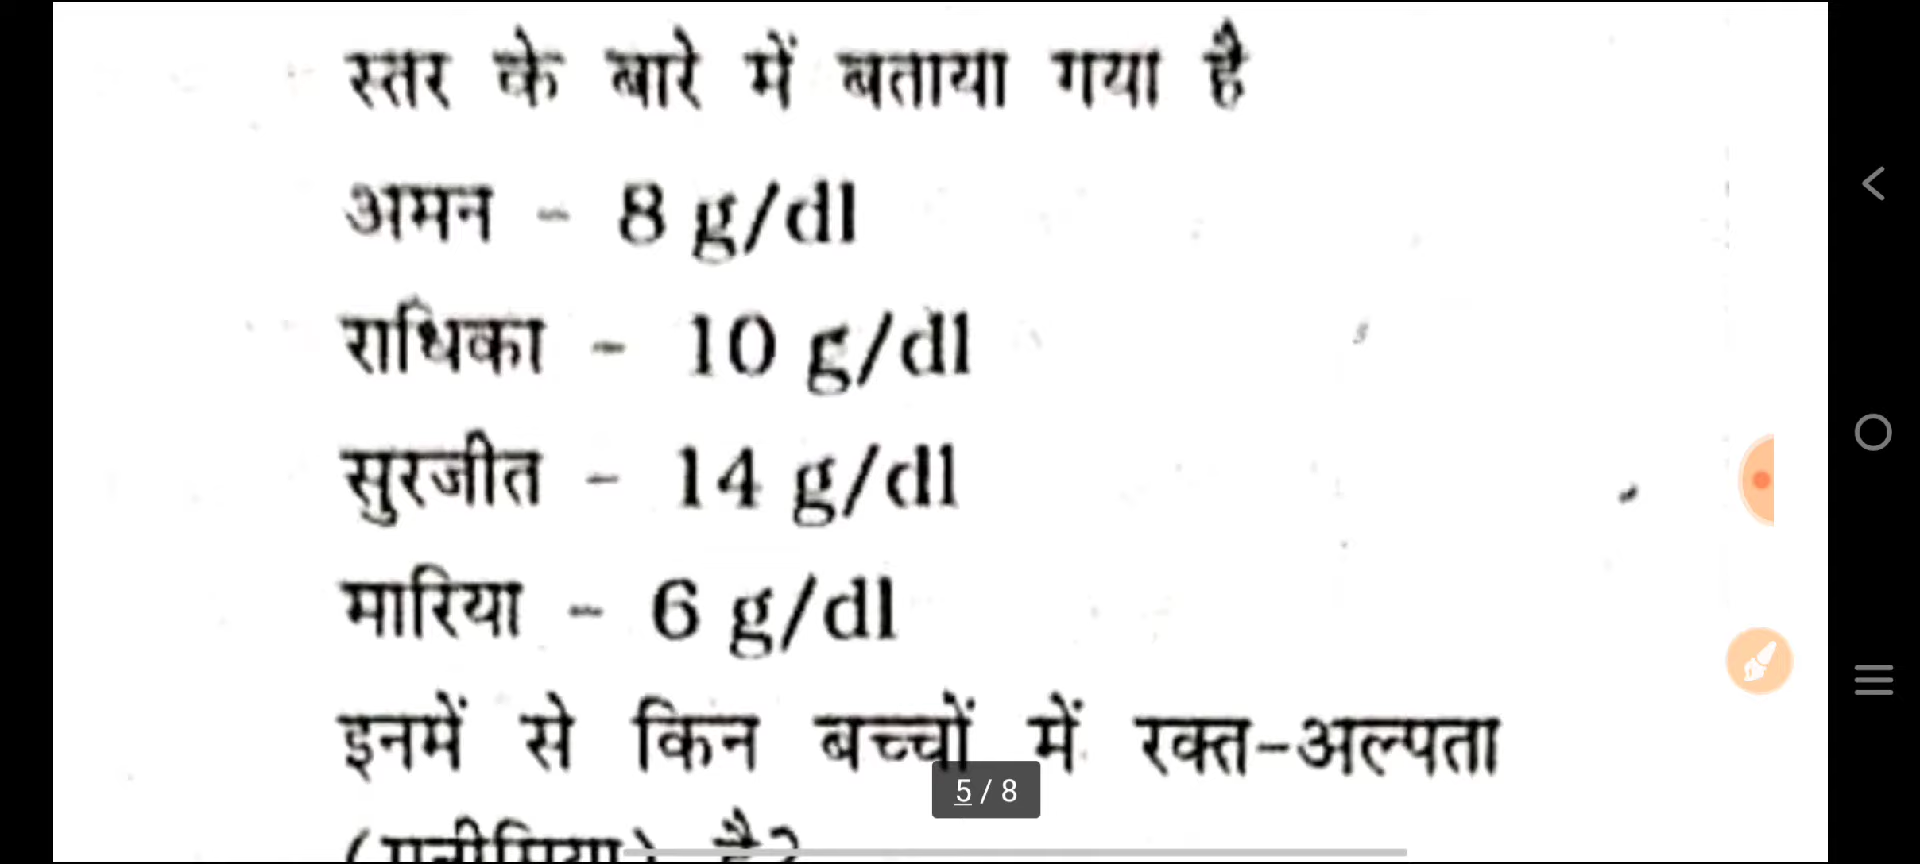 स्तर के बारे में बताया गया है
अमन - 8 g/dl
राधिका - 10 g/dl
सुरजीत - 14 g/dl
मारिया - 6 g/dl
इनमें से किन बच्चों में रक्त-अल्पता
5 / 8